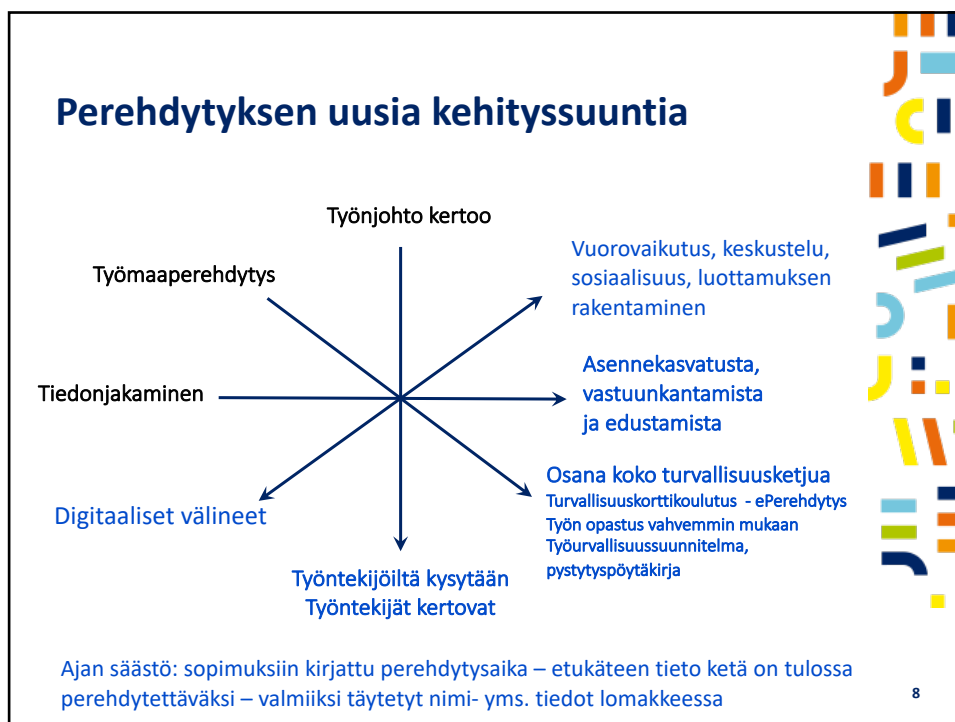 Perehdytyksen uusia kehityssuuntia
Työnjohto kertoo
Vuorovaikutus, keskustelu,
sosiaalisuus, luottamuksen
rakentaminen
Työmaaperehdytys
Tiedonjakaminen
Asennekasvatusta,
vastuunkantamista
ja edustamista
Osana koko turvallisuusketjua
Turvallisuuskorttikoulutus - ePerehdytys
Työn opastus vahvemmin mukaan
Työurvallisuussuunnitelma,
pystytyspöytäkirja
Digitaaliset välineet
Työntekijöiltä kysytään
Työntekijät kertovat
Ajan säästö: sopimuksiin kirjattu perehdytysaika – etukäteen tieto ketä on tulossa
perehdytettäväksi – valmiiksi täytetyt nimi- yms. tiedot lomakkeessa
8